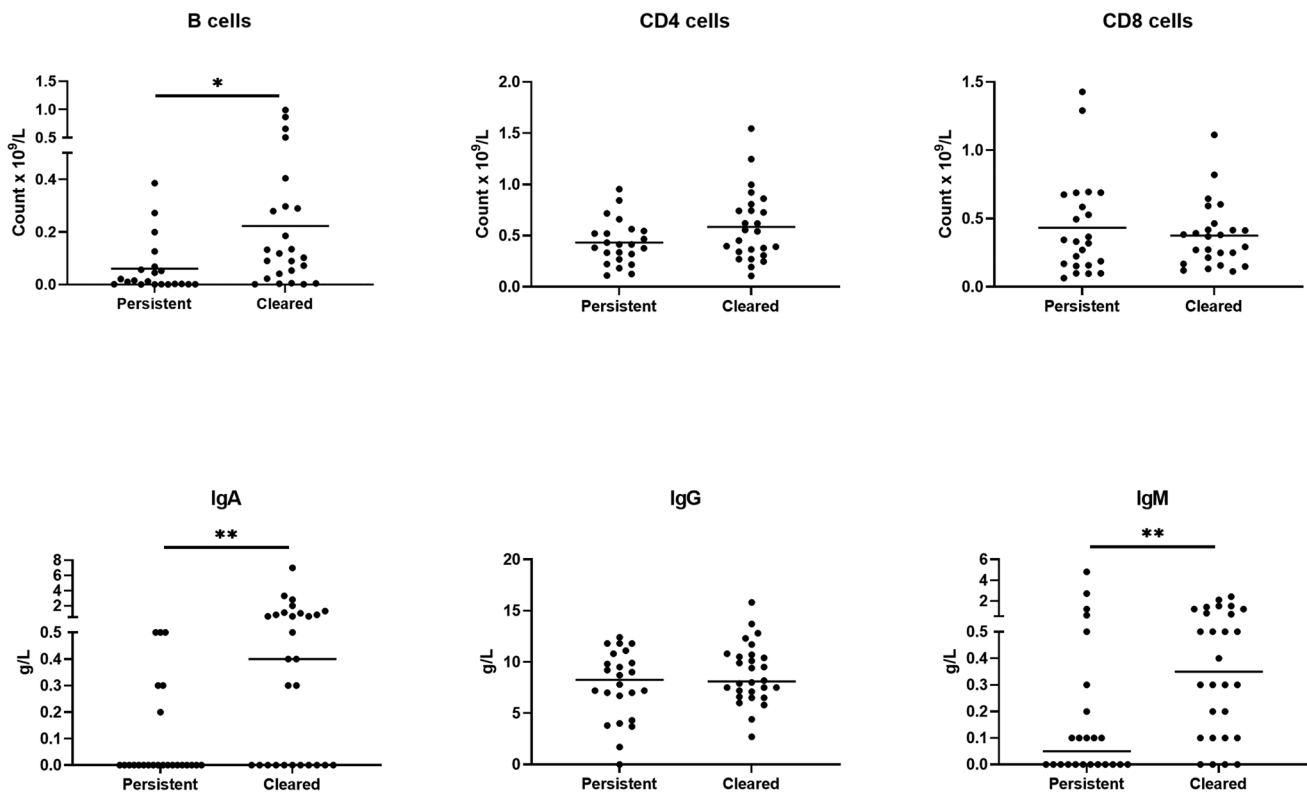 B cells
CD4 cells
CD8 cells
*
1.5
1.0
0.5
0.4
0.2
0.0
Count x 10⁹/L
Persistent
Cleared
2.0
1.5
1.0
0.5
0.0
Count x 10⁹/L
Persistent
Cleared
1.5
1.0
0.5
0.0
Count x 10⁹/L
Persistent
Cleared
IgA
IgG
IgM
**
8
6
4
2
0.5
0.4
0.3
0.2
0.1
0.0
g/L
Persistent
Cleared
20
15
10
5
0
g/L
Persistent
Cleared
**
6
4
2
0.5
0.4
0.3
0.2
0.1
0.0
g/L
Persistent
Cleared